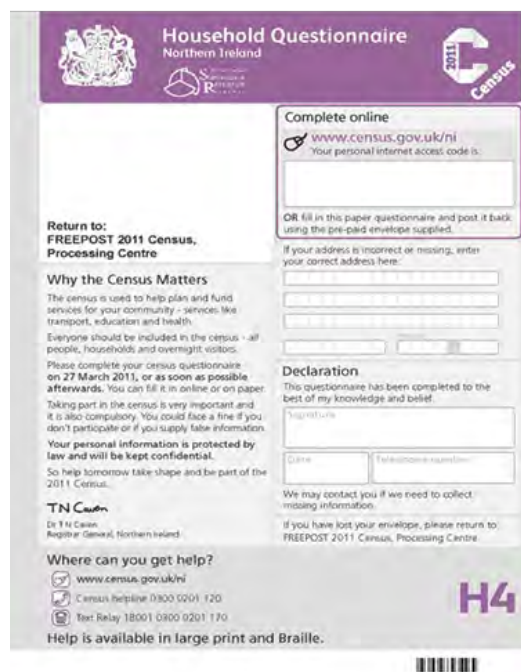 Household Questionnaire
Northern Ireland
2011
Census
Complete online
www.census.gov.uk/ni
Your personal internet access code is:
OR fill in this paper questionnaire and post it back
using the pre-paid envelope supplied.
Return to:
FREEPOST 2011 Census,
Processing Centre
If your address is incorrect or missing, enter
your correct address here:
Why the Census Matters
The census is used to help plan and fund
services for your community - services like
transport, education and health.
Everyone should be included in the census - all
people, households and overnight visitors.
Please complete your census questionnaire
on 27 March 2011, or as soon as possible
afterwards. You can fill it in online or on paper.
Taking part in the census is very important and
it is also compulsory. You could face a fine if you
don't participate or if you supply false information.
Your personal information is protected by
law and will be kept confidential.
So help tomorrow take shape and be part of the
2011 Census.
TN Caven
Dr T N Caven
Registrar General, Northern Ireland
Declaration
This questionnaire has been completed to the
best of my knowledge and belief.
Signature
Date
Telephone number
We may contact you if we need to collect
missing information.
If you have lost your envelope, please return to:
FREEPOST 2011 Census, Processing Centre
Where can you get help?
www.census.gov.uk/ni
Census helpline 0300 0201 120
Text Relay 18001 0300 0201 170
Help is available in large print and Braille.
H4